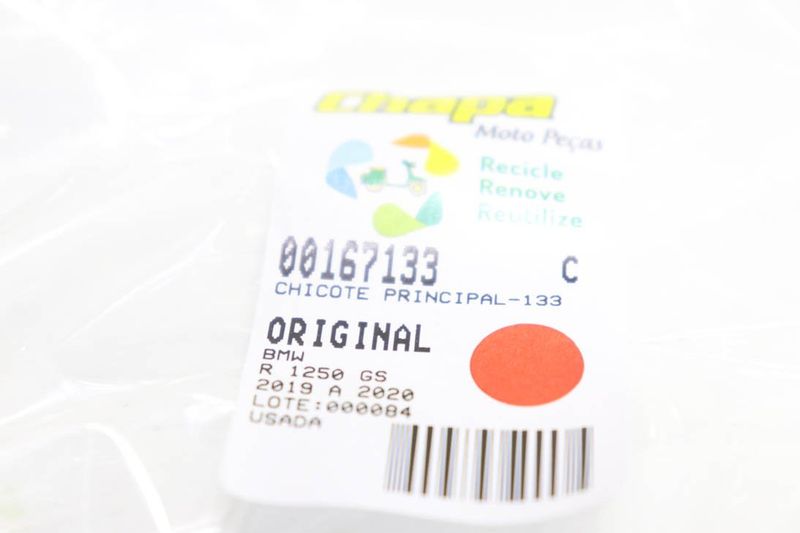 Chapa
Moto Peças
Recicle
Renove
Reutilize
00167133 C
CHICOTE PRINCIPAL-133
ORIGINAL
BMW
R 1250 GS
2019 A 2020
LOTE:000084
USADA